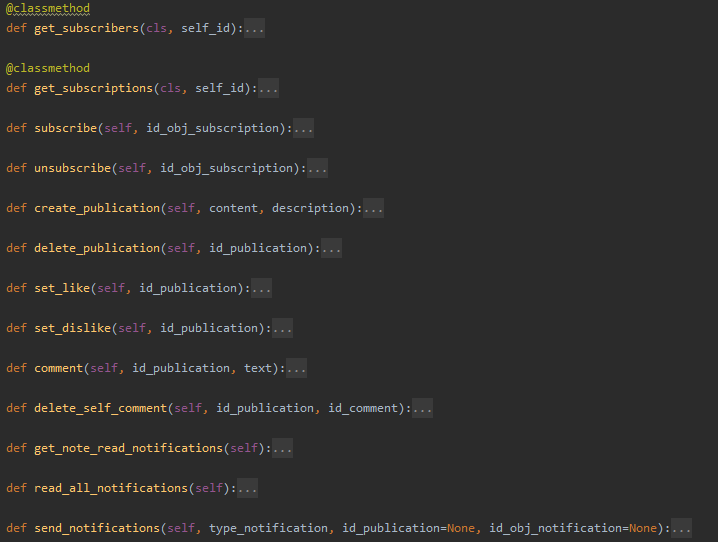 @classmethod
def get_subscribers(cls, self_id):...
@classmethod
def get_subscriptions(cls, self_id):...
def subscribe(self, id_obj_subscription):...
def unsubscribe(self, id_obj_subscription):...
def create_publication(self, content, description):...
def delete_publication(self, id_publication):...
def set_like(self, id_publication):...
def set_dislike(self, id_publication):...
def comment(self, id_publication, text):...
def delete_self_comment(self, id_publication, id_comment):...
def get_note_read_notifications(self):...
def read_all_notifications(self):...
def send_notifications(self, type_notification, id_publication=None, id_obj_notification=None):...